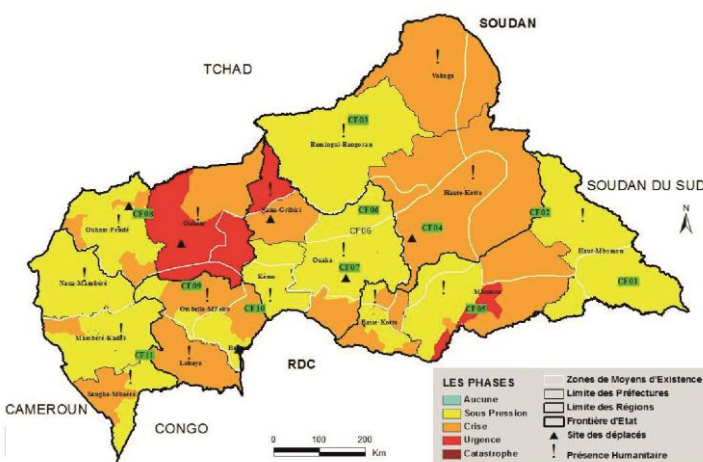 SOUDAN
TCHAD
Vakaga
CF03
Bamingui-Bangoran
Haute-Kotto
SOUDAN DU SUD
N
Ouham
Nana-Gribizi
CF06
CF02
CF08
Ouham-Pendé
CF06
CF04
Haut-Mbomou
Ouaka
Kémo
CF07
CF01
Nana-Mambéré
CF09
Mbomou
Ombella-M'Poko
CF10
Basse-Kotto
CF05
Mambéré-Kadéï
CF11
Lobaye
RDC
Sangha-Mbaéré
CAMEROUN
CONGO
0 100 200
Km
LES PHASES
Aucune
Sous Pression
Crise
Urgence
Catastrophe
Zones de Moyens d'Existence
Limite des Préfectures
Limite des Régions
Frontière d'Etat
Site des déplacés
Présence Humanitaire